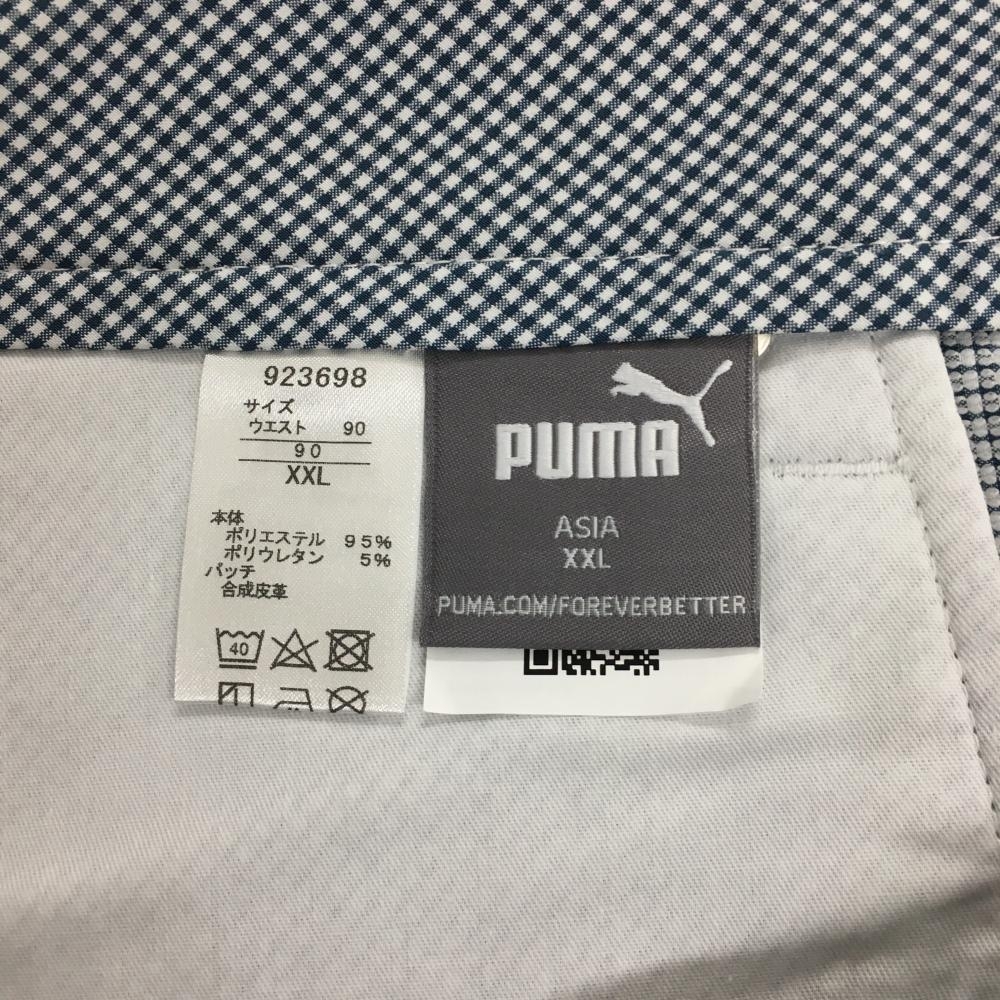 923698
サイズ
ウエスト 90
90
XXL
本体
ポリエステル 95%
ポリウレタン 5%
パッチ
合成皮革
40
PUMA
ASIA
XXL
PUMA.COM/FOREVERBETTER